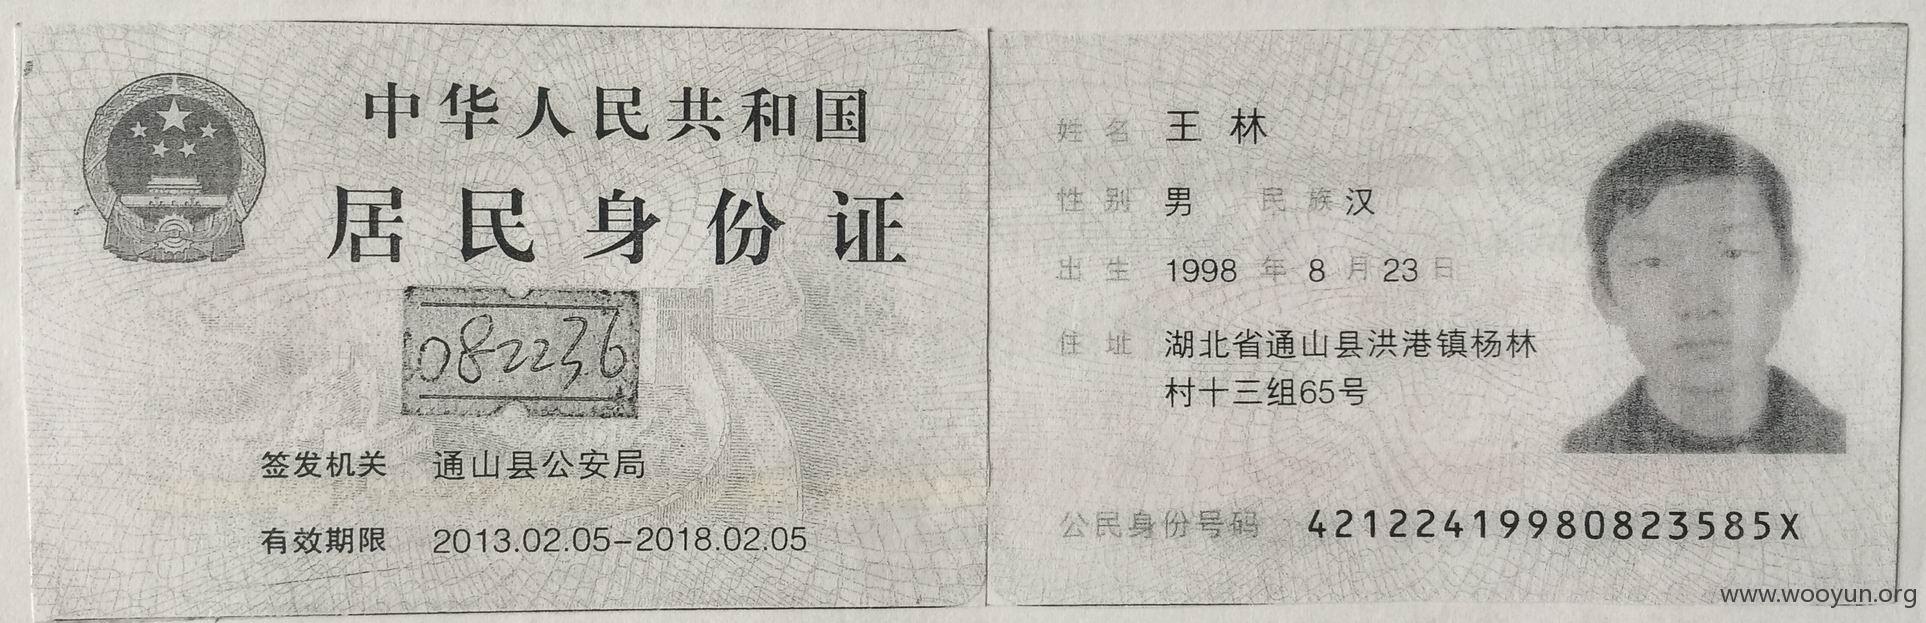 中华人民共和国
居民身份证
082236
签发机关 通山县公安局
有效期限 2013.02.05-2018.02.05
姓名 王林
性别 男 民族 汉
出生 1998 年 8 月 23 日
住址 湖北省通山县洪港镇杨林
村十三组65号
公民身份号码 42122419980823585X
www.wooyun.org